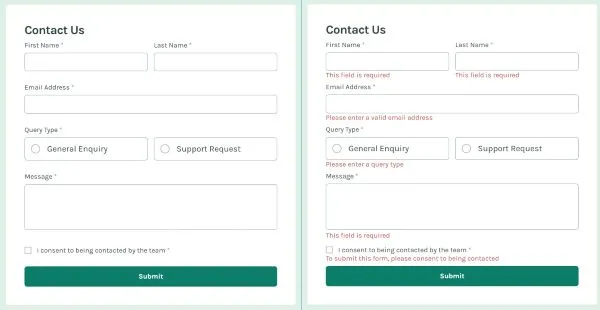 Contact Us
First Name *
Last Name *
Email Address *
Query Type *
General Enquiry
Support Request
Message *
I consent to being contacted by the team *
Submit
Contact Us
First Name *
Last Name *
This field is required
This field is required
Email Address *
Please enter a valid email address
Query Type *
General Enquiry
Support Request
Please enter a query type
Message *
This field is required
I consent to being contacted by the team *
To submit this form, please consent to being contacted
Submit